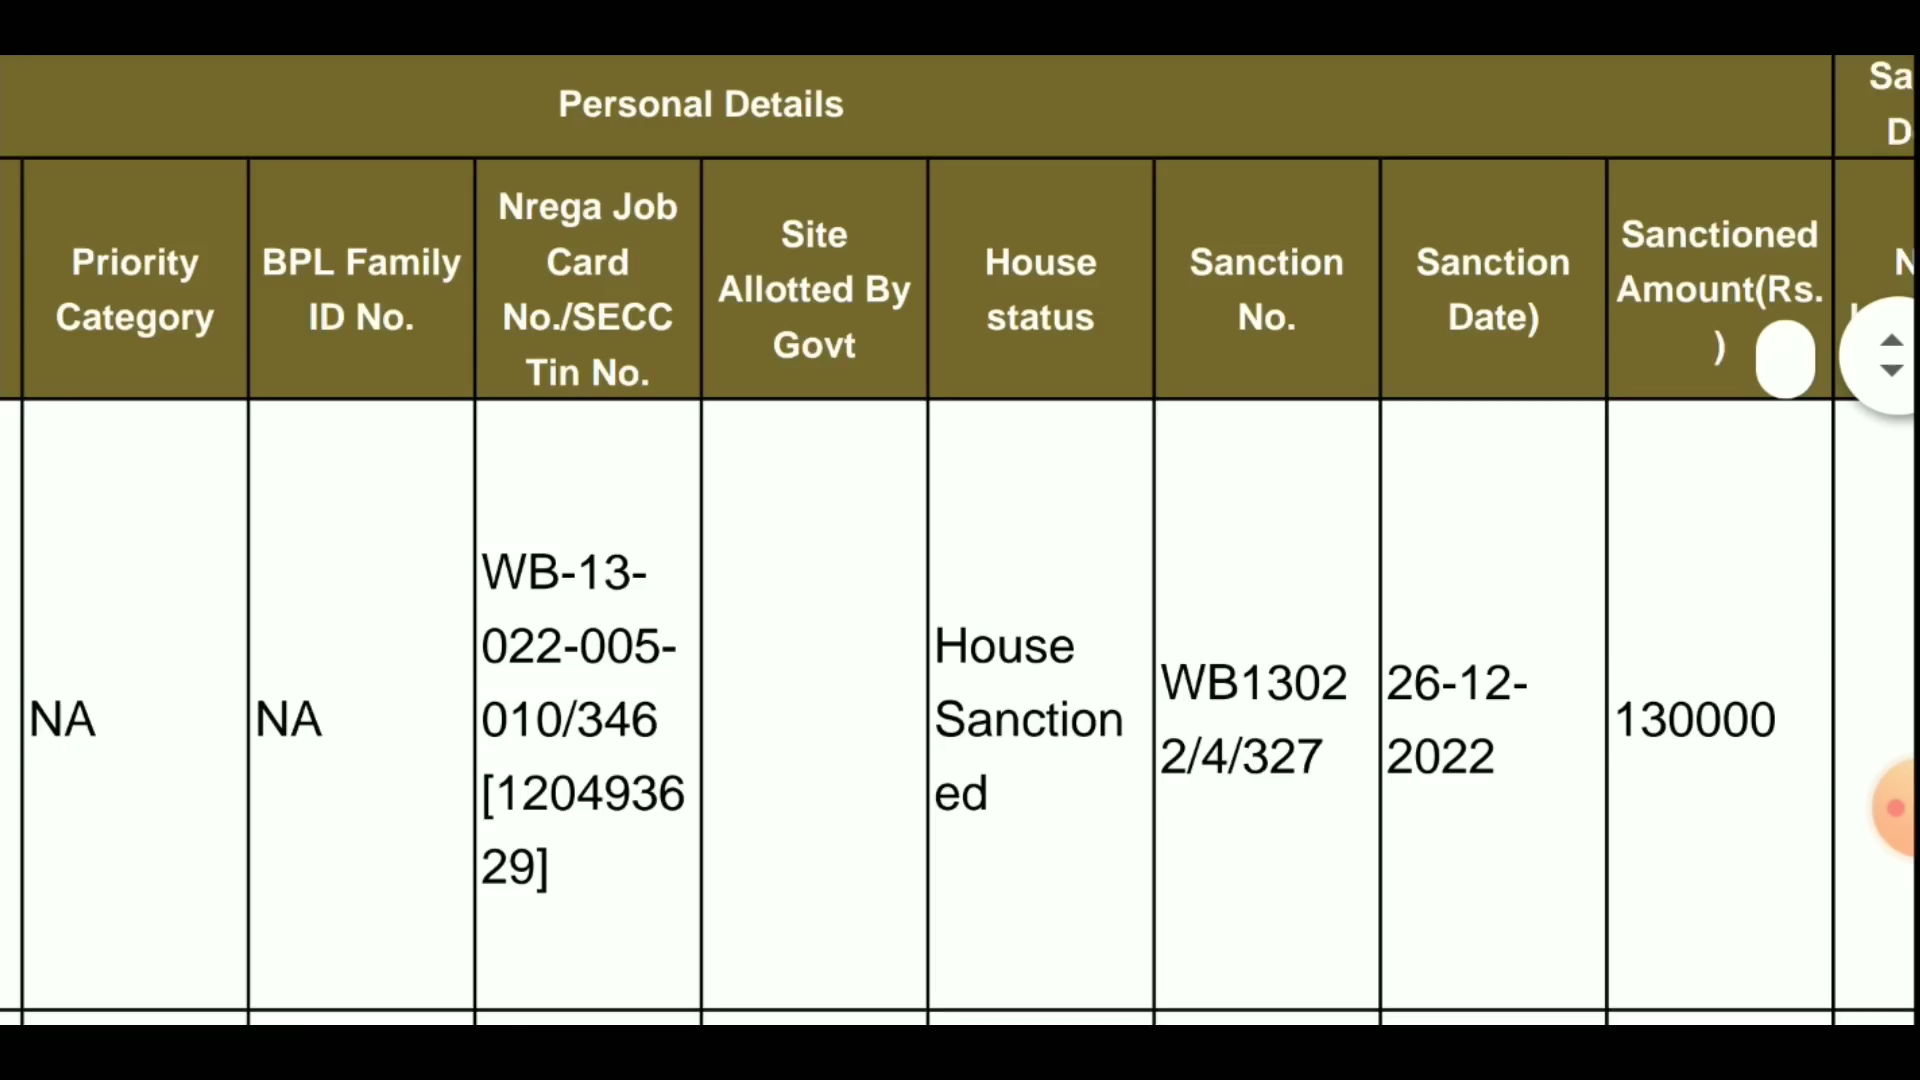 Personal Details
Sa
D
Priority
Category
BPL Family
ID No.
Nrega Job
Card
No./SECC
Tin No.
Site
Allotted By
Govt
House
status
Sanction
No.
Sanction
Date)
Sanctioned
Amount(Rs.
)
N
NA
NA
WB-13-
022-005-
010/346
[1204936
29]
House
Sanction
ed
WB1302
2/4/327
26-12-
2022
130000